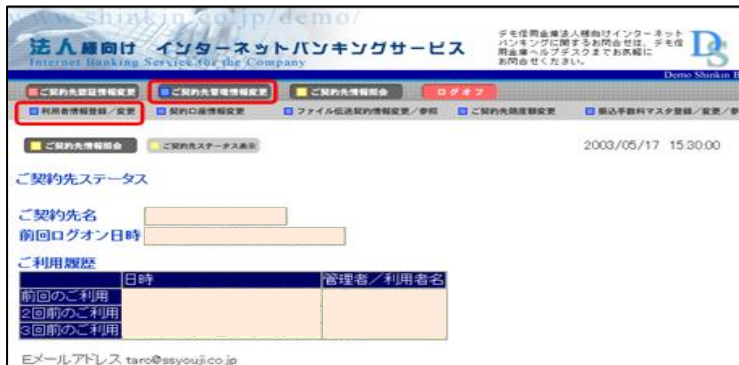 www.shinkin.co.jp/demo/
法人様向け インターネットバンキングサービス
Internet Banking Service for the Company
デモ信用金庫法人様向けインターネット
バンキングに関するお問合せは、デモ信
用金庫ヘルプデスクまでお気軽に
お問合せください。
DS
Demo Shinkin B
ご契約先認証情報変更 ご契約先管理情報変更 ご契約先情報照会 ログオフ
利用者情報登録／変更 契約口座情報変更 ファイル伝送契約情報変更／参照 ご契約先限度額変更 振込手数料マスタ登録／変更／参
ご契約先情報照会 ご契約先ステータス表示 2003/05/17 15:30:00
ご契約先ステータス
ご契約先名
前回ログオン日時
ご利用履歴
日時 管理者／利用者名
前回のご利用
2回前のご利用
3回前のご利用
Eメールアドレス taro@ssyouji.co.jp